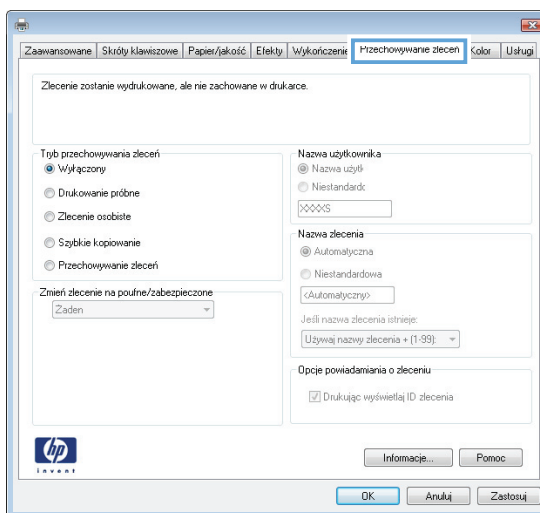 Zaawansowane Skróty klawiszowe Papier/jakość Efekty Wykończenie Przechowywanie zleceń Kolor Usługi
Zlecenie zostanie wydrukowane, ale nie zachowane w drukarce.
Tryb przechowywania zleceń
Wyłączony
Drukowanie próbne
Zlecenie osobiste
Szybkie kopiowanie
Przechowywanie zleceń
Zmień zlecenie na poufne/zabezpieczone
Żaden
Nazwa użytkownika
Nazwa użytk
Niestandardc
XXXXS
Nazwa zlecenia
Automatyczna
Niestandardowa
<Automatyczny>
Jeśli nazwa zlecenia istnieje:
Używaj nazwy zlecenia + (1-99):
Opcje powiadamiania o zleceniu
Drukując wyświetlaj ID zlecenia
hp
invent
Informacje... Pomoc
OK Anuluj Zastosuj